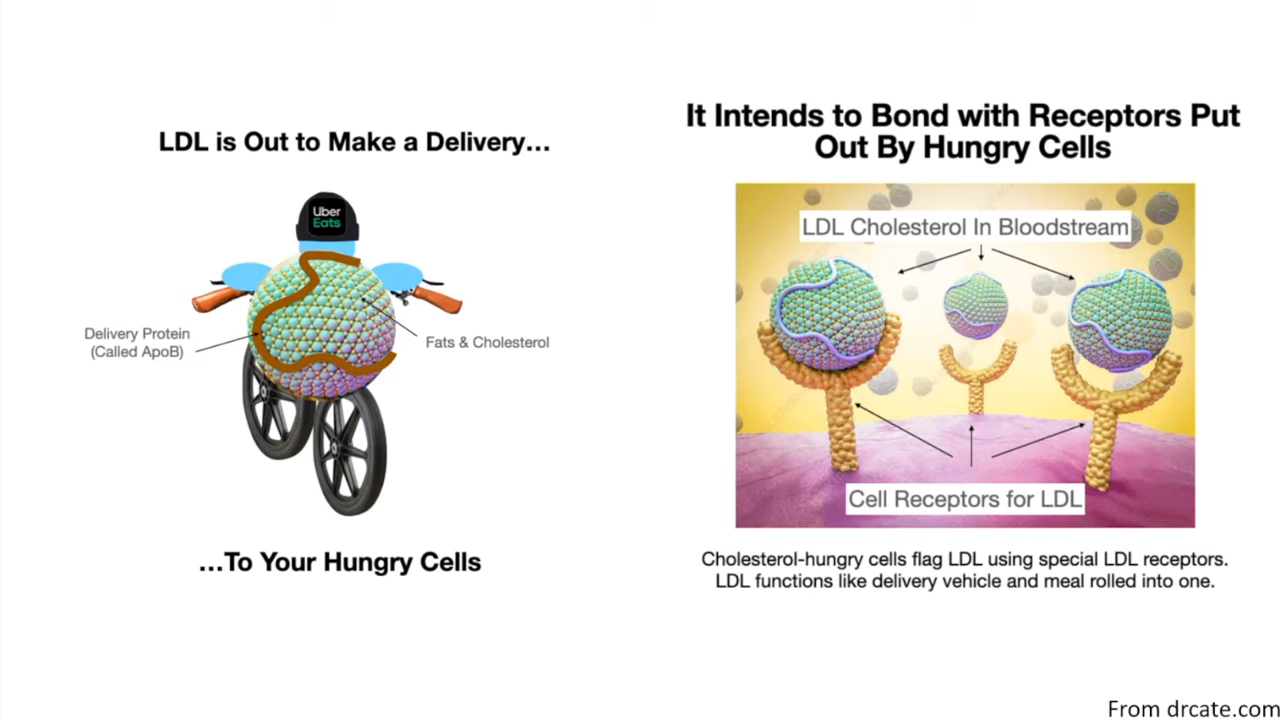 LDL is Out to Make a Delivery...
Uber
Eats
Delivery Protein
(Called ApoB)
Fats & Cholesterol
...To Your Hungry Cells
It Intends to Bond with Receptors Put
Out By Hungry Cells
LDL Cholesterol In Bloodstream
Cell Receptors for LDL
Cholesterol-hungry cells flag LDL using special LDL receptors.
LDL functions like delivery vehicle and meal rolled into one.
From drcate.com